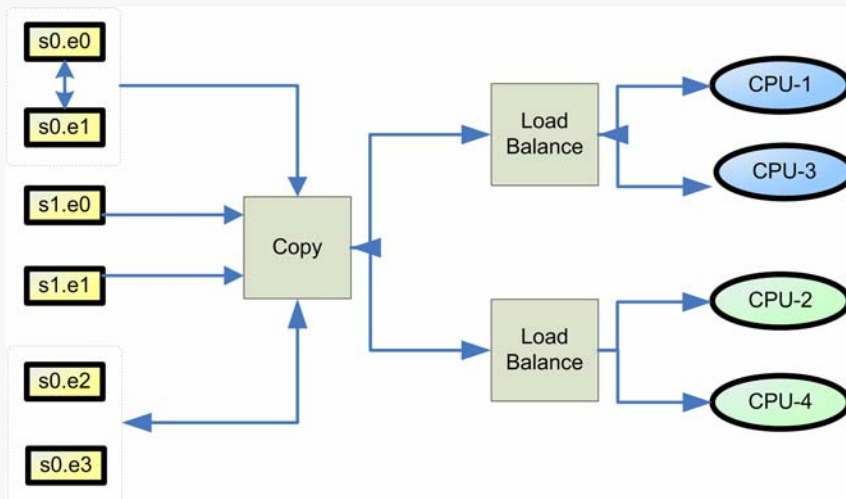 s0.e0
s0.e1
s1.e0
s1.e1
s0.e2
s0.e3
Copy
Load
Balance
Load
Balance
CPU-1
CPU-3
CPU-2
CPU-4